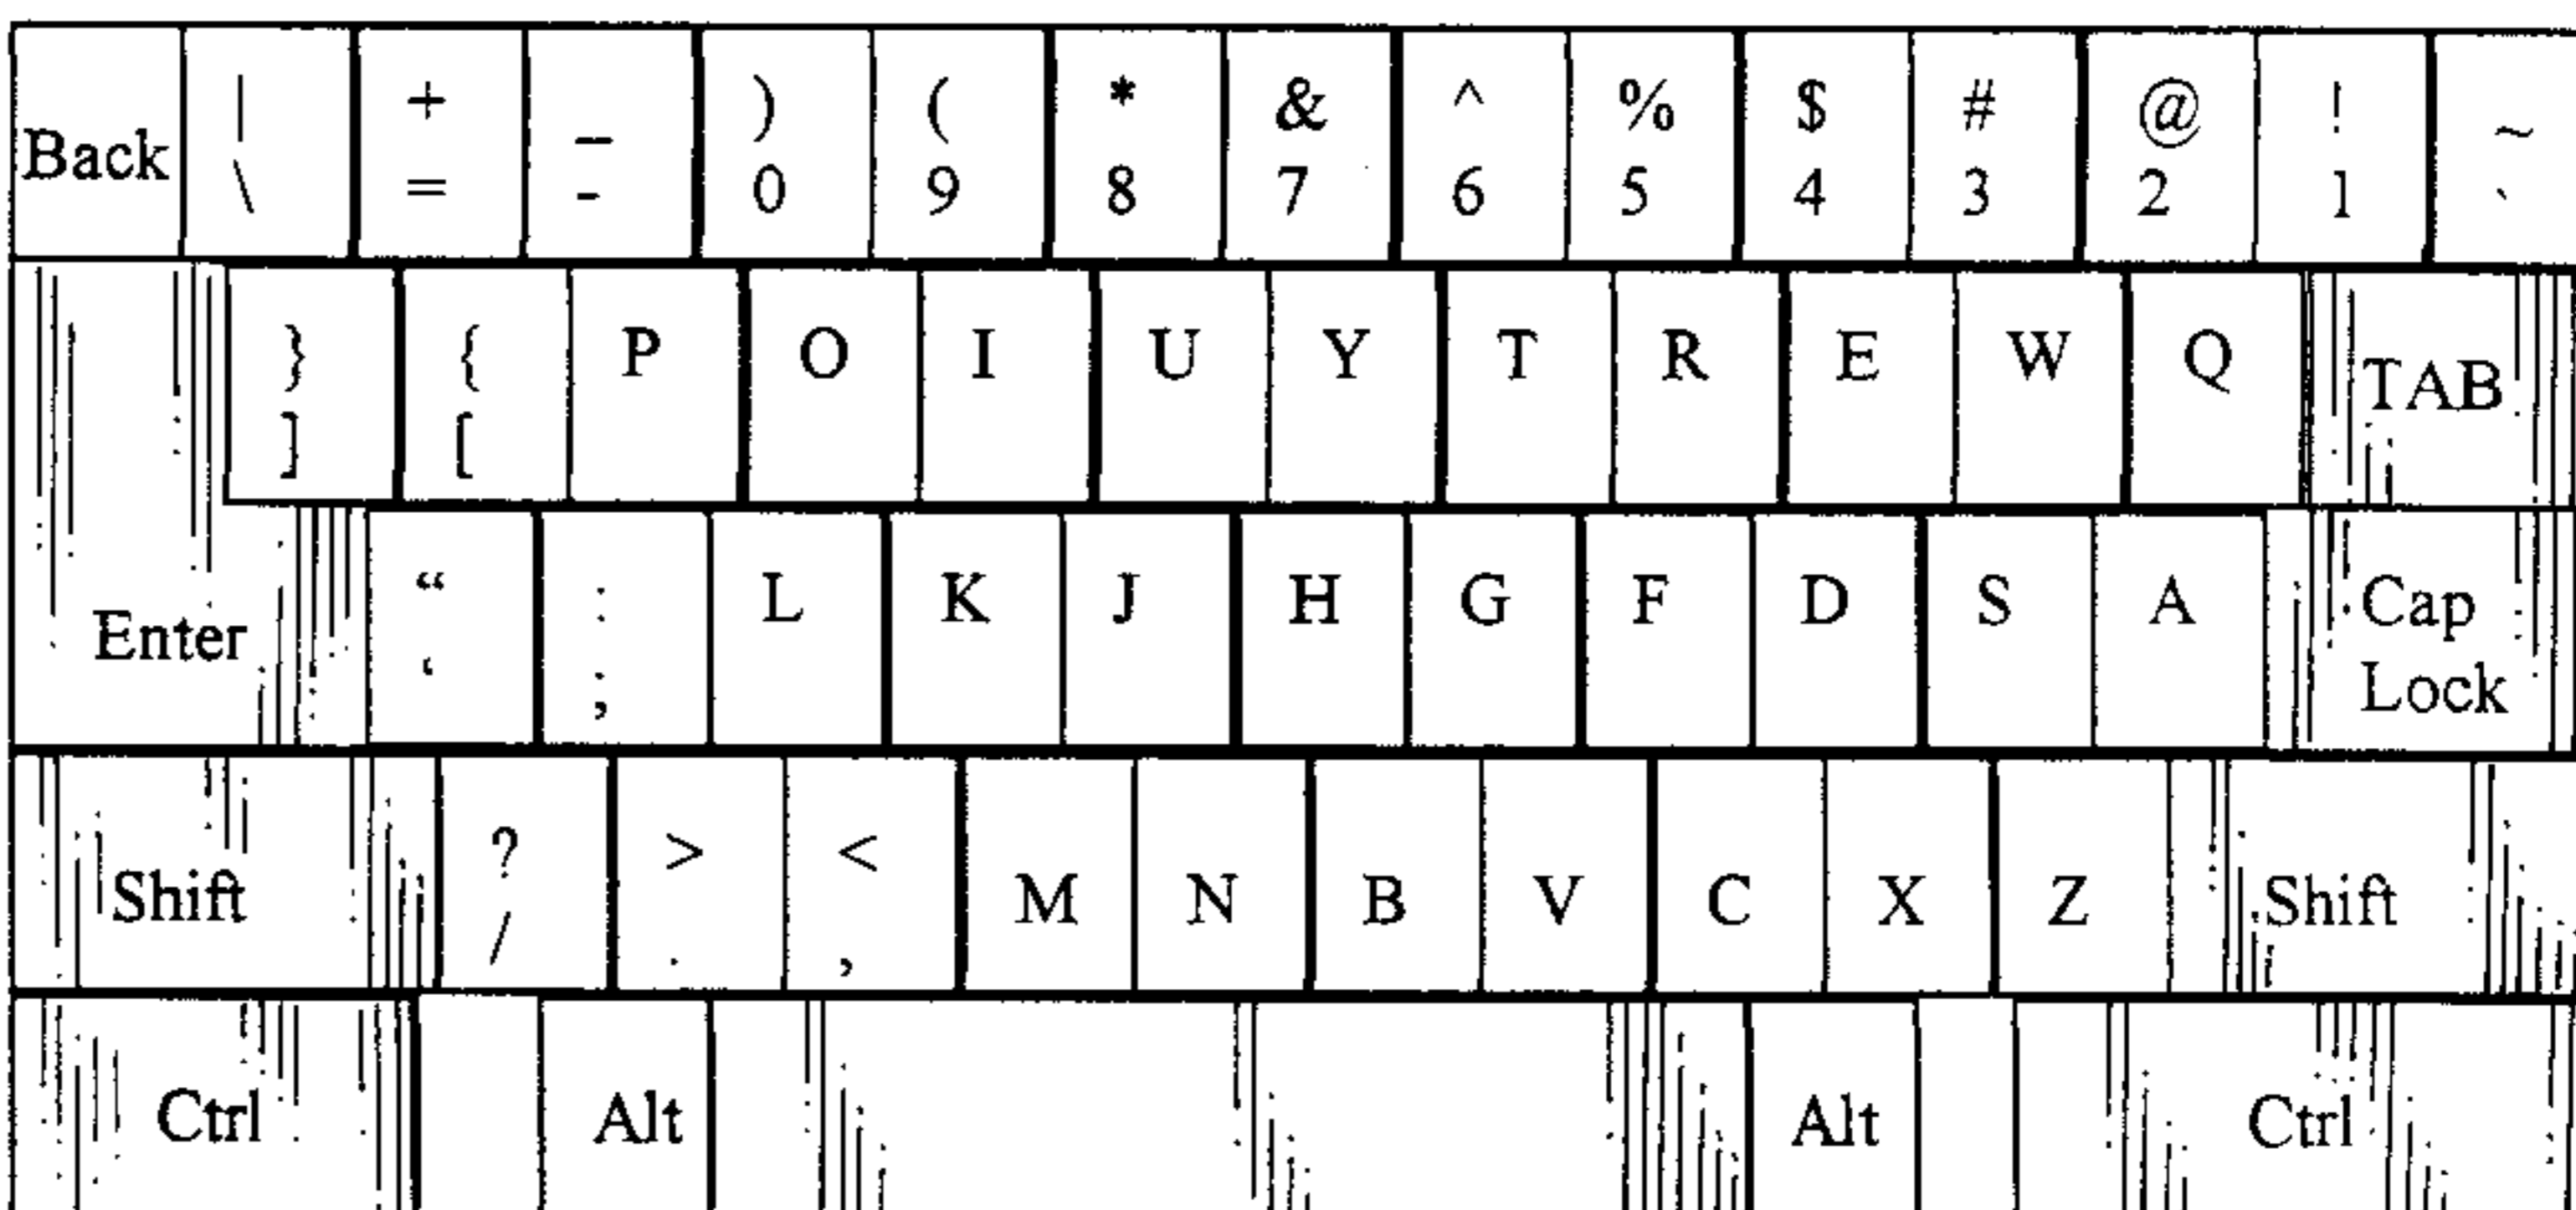 Back | + _ ) ( * & ^ % $ # @ ! ~
\ = - 0 9 8 7 6 5 4 3 2 1 `
} { P O I U Y T R E W Q TAB
] [
Enter “ : L K J H G F D S A Cap
‘ ; Lock
Shift ? > < M N B V C X Z Shift
/ . ,
Ctrl Alt Alt Ctrl